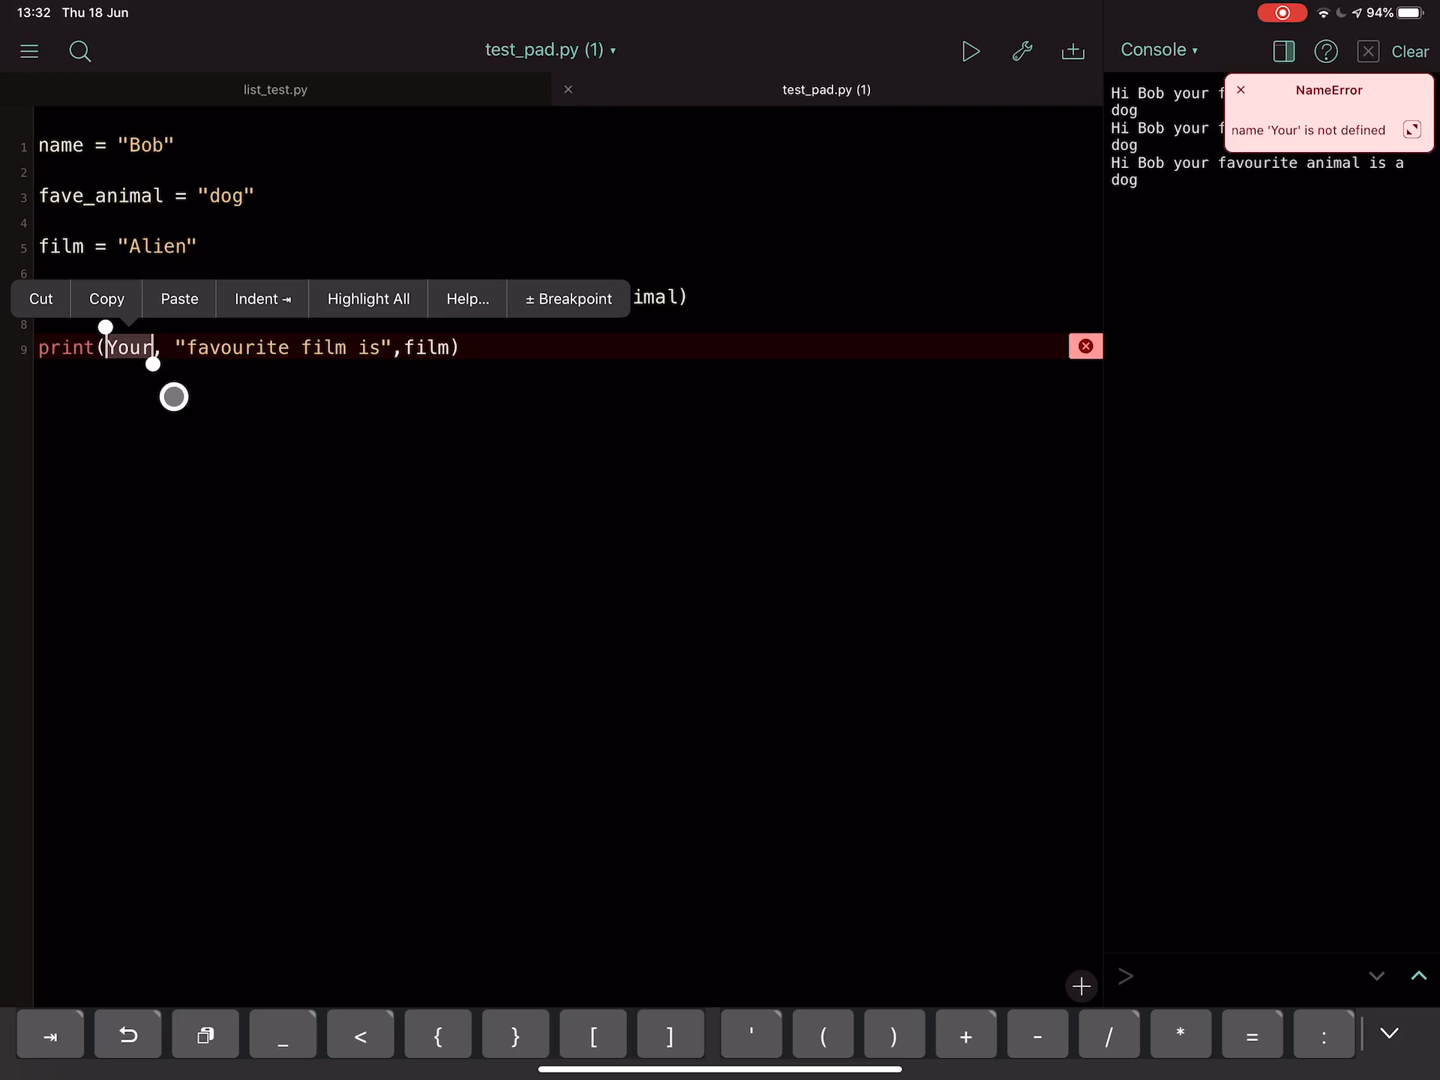 13:32 Thu 18 Jun 94%
test_pad.py (1) ▾
Console ▾
Clear
list_test.py
× test_pad.py (1)
1 name = "Bob"
2
3 fave_animal = "dog"
4
5 film = "Alien"
6
Cut Copy Paste Indent ⇥ Highlight All Help... ± Breakpoint
imal)
8
9 print(Your, "favourite film is",film)
Hi Bob your f
dog
Hi Bob your f
dog
Hi Bob your favourite animal is a
dog
× NameError
name 'Your' is not defined
>
+
⇥ _ < { } [ ] ' ( ) + - / * = :